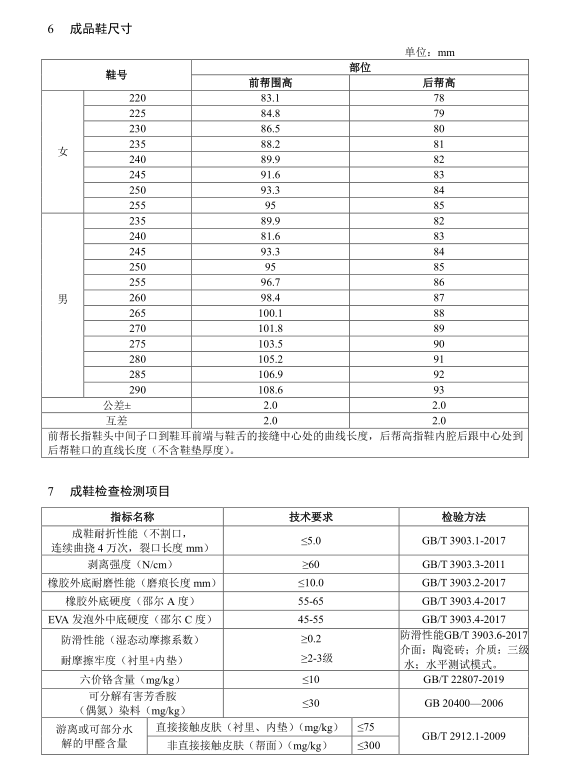 6 成品鞋尺寸
单位：mm
鞋号 部位
前帮围高 后帮高
女
220 83.1 78
225 84.8 79
230 86.5 80
235 88.2 81
240 89.9 82
245 91.6 83
250 93.3 84
255 95 85
男
235 89.9 82
240 81.6 83
245 93.3 84
250 95 85
255 96.7 86
260 98.4 87
265 100.1 88
270 101.8 89
275 103.5 90
280 105.2 91
285 106.9 92
290 108.6 93
公差± 2.0 2.0
互差 2.0 2.0
前帮长指鞋头中间子口到鞋耳前端与鞋舌的接缝中心处的曲线长度，后帮高指鞋内腔后跟中心处到
后帮鞋口的直线长度（不含鞋垫厚度）。
7 成鞋检查检测项目
指标名称 技术要求 检验方法
成鞋耐折性能（不割口，
连续曲挠 4 万次，裂口长度 mm） ≤5.0 GB/T 3903.1-2017
剥离强度（N/cm） ≥60 GB/T 3903.3-2011
橡胶外底耐磨性能（磨痕长度 mm） ≤10.0 GB/T 3903.2-2017
橡胶外底硬度（邵尔 A 度） 55-65 GB/T 3903.4-2017
EVA 发泡外中底硬度（邵尔 C 度） 45-55 GB/T 3903.4-2017
防滑性能（湿态动摩擦系数） ≥0.2
耐摩擦牢度（衬里+内垫） ≥2-3级
防滑性能GB/T 3903.6-2017
介面：陶瓷砖；介质：三级
水；水平测试模式。
六价铬含量（mg/kg） ≤10 GB/T 22807-2019
可分解有害芳香胺
（偶氮）染料（mg/kg） ≤30 GB 20400—2006
游离或可部分水
解的甲醛含量
直接接触皮肤（衬里、内垫）（mg/kg） ≤75
非直接接触皮肤（帮面）（mg/kg） ≤300
GB/T 2912.1-2009